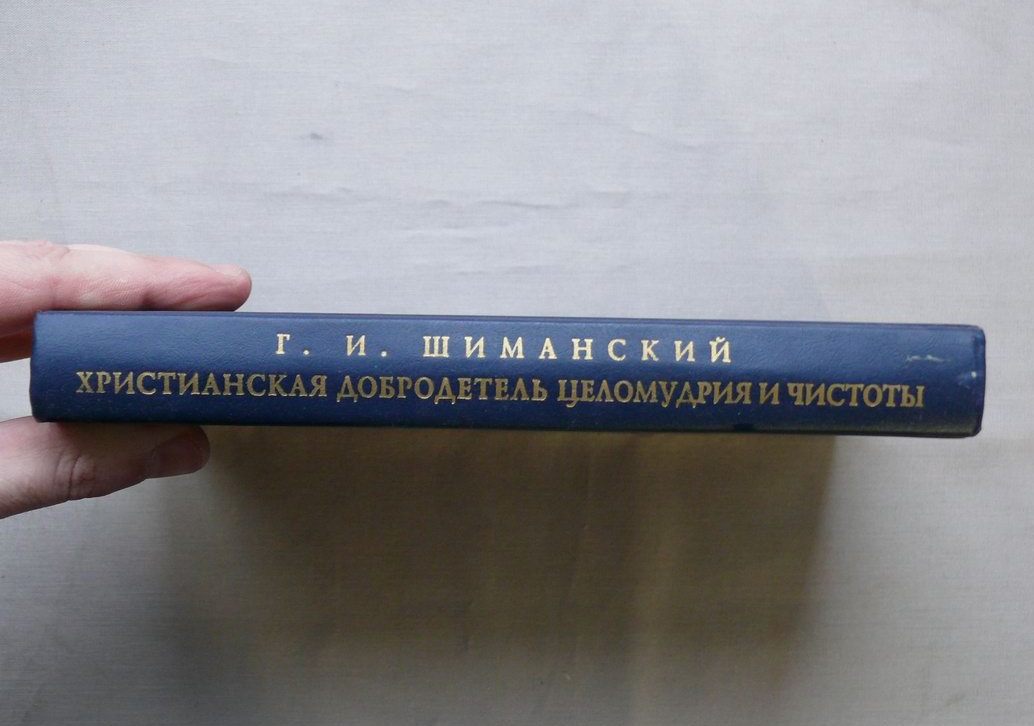 Г. И. ШИМАНСКИЙ
ХРИСТИАНСКАЯ ДОБРОДЕТЕЛЬ ЦЕЛОМУДРИЯ И ЧИСТОТЫ